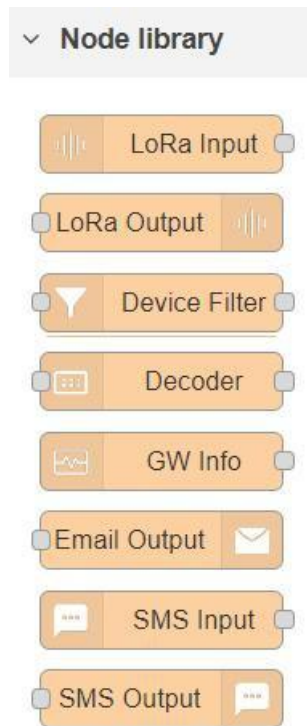 Node library
LoRa Input
LoRa Output
Device Filter
Decoder
GW Info
Email Output
SMS Input
SMS Output